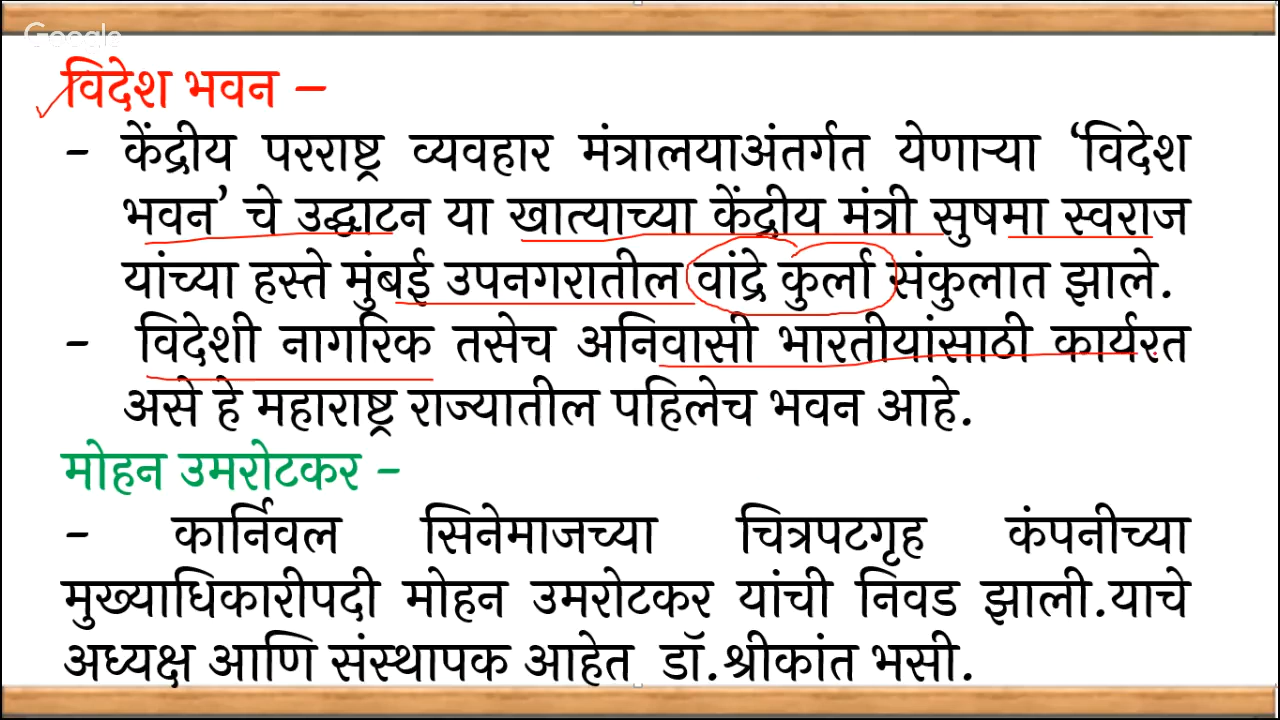 Google
विदेश भवन –
- केंद्रीय परराष्ट्र व्यवहार मंत्रालयाअंतर्गत येणाऱ्या ‘विदेश
भवन’ चे उद्घाटन या खात्याच्या केंद्रीय मंत्री सुषमा स्वराज
यांच्या हस्ते मुंबई उपनगरातील वांद्रे कुर्ला संकुलात झाले.
- विदेशी नागरिक तसेच अनिवासी भारतीयांसाठी कार्यरत
असे हे महाराष्ट्र राज्यातील पहिलेच भवन आहे.
मोहन उमरोटकर –
- कार्निवल सिनेमाजच्या चित्रपटगृह कंपनीच्या
मुख्याधिकारीपदी मोहन उमरोटकर यांची निवड झाली.याचे
अध्यक्ष आणि संस्थापक आहेत डॉ.श्रीकांत भसी.